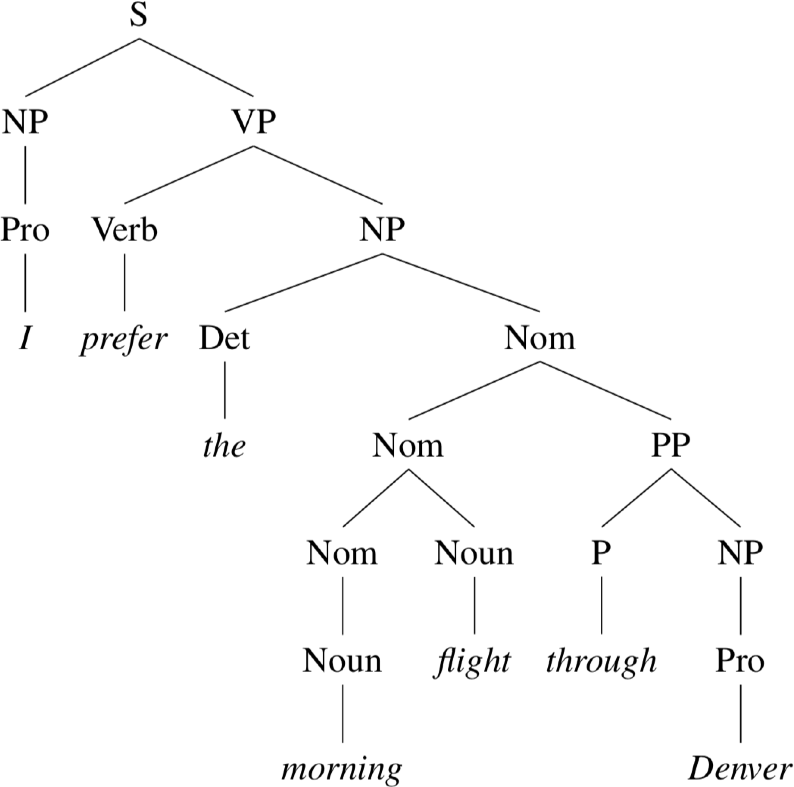 S
NP VP
Pro Verb NP
I prefer Det Nom
the Nom PP
Nom Noun P NP
Noun flight through Pro
morning Denver